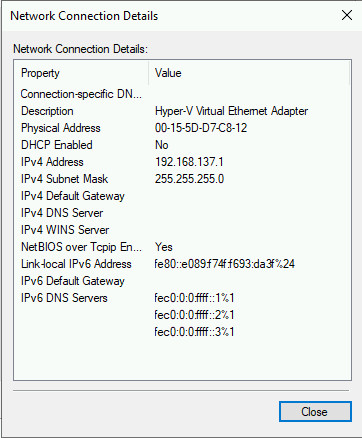 Network Connection Details
Network Connection Details:
Property Value
Connection-specific DN...
Description Hyper-V Virtual Ethernet Adapter
Physical Address 00-15-5D-D7-C8-12
DHCP Enabled No
IPv4 Address 192.168.137.1
IPv4 Subnet Mask 255.255.255.0
IPv4 Default Gateway
IPv4 DNS Server
IPv4 WINS Server
NetBIOS over Tcpip En... Yes
Link-local IPv6 Address fe80::e089:f74f:f693:da3f%24
IPv6 Default Gateway
IPv6 DNS Servers fec0:0:0:ffff::1%1
fec0:0:0:ffff::2%1
fec0:0:0:ffff::3%1
Close